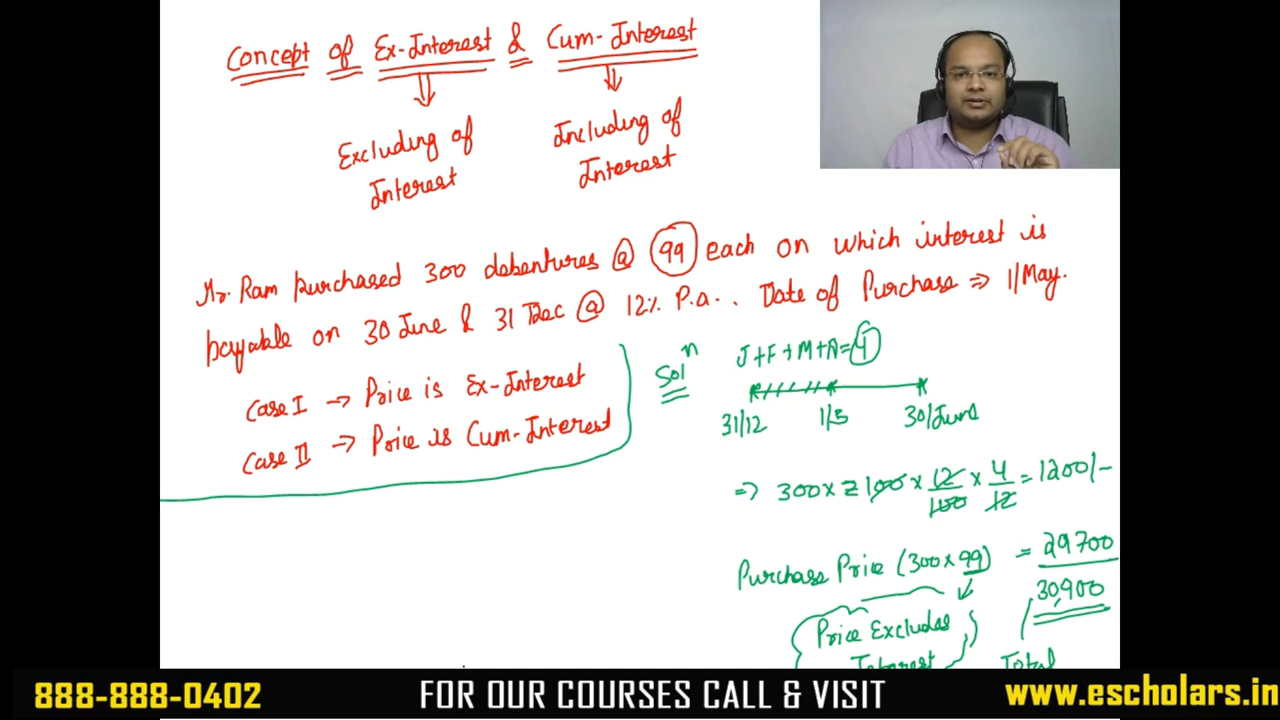 Concept of Ex-Interest & Cum-Interest
Excluding of Interest
Including of Interest
Mr. Ram purchased 300 debentures @ 99 each on which interest is
payable on 30 June & 31 Dec @ 12% P.a.. Date of Purchase ⇒ 1/May.
Case I → Price is Ex-Interest
Case II → Price is Cum-Interest
Solⁿ
J+F+M+A=4
31/12 1/5 30/June
⇒ 300 x 100 x 12/100 x 4/12 = 1200/-
Purchase Price (300 x 99) = 29700
30,900
Price Excludes
Interest
Total
888-888-0402 FOR OUR COURSES CALL & VISIT www.escholars.in